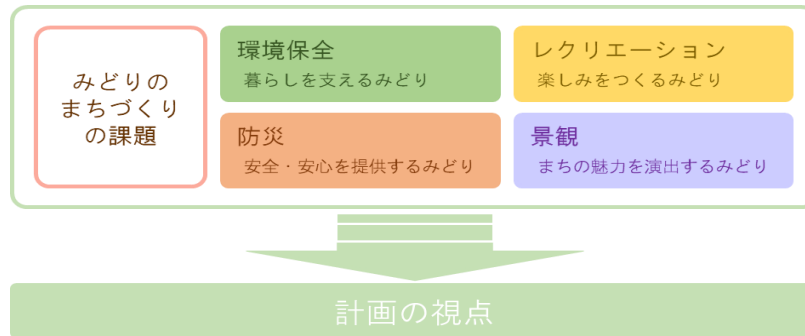 みどりの
まちづくり
の課題
環境保全
暮らしを支えるみどり
レクリエーション
楽しみをつくるみどり
防災
安全・安心を提供するみどり
景観
まちの魅力を演出するみどり
計画の視点